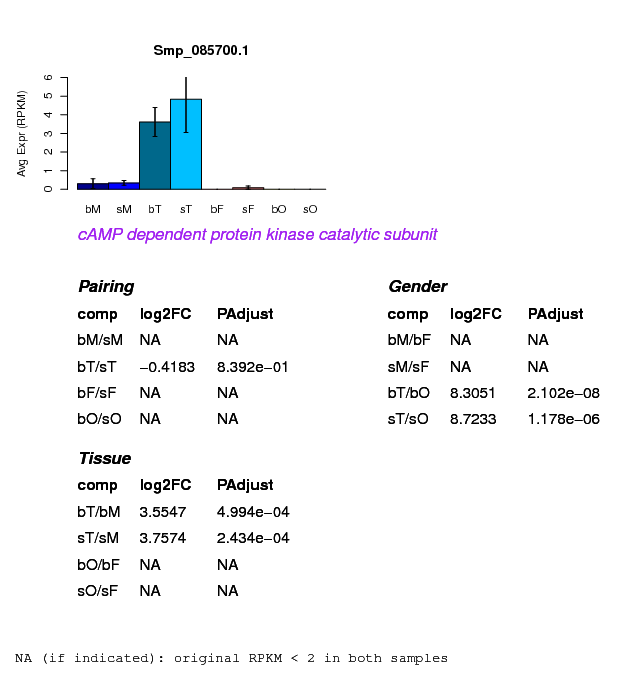 Smp_085700.1
Avg Expr (RPKM)
6
5
4
3
2
1
0
bM sM bT sT bF sF bO sO
cAMP dependent protein kinase catalytic subunit
Pairing
comp log2FC PAdjust
bM/sM NA NA
bT/sT −0.4183 8.392e−01
bF/sF NA NA
bO/sO NA NA
Gender
comp log2FC PAdjust
bM/bF NA NA
sM/sF NA NA
bT/bO 8.3051 2.102e−08
sT/sO 8.7233 1.178e−06
Tissue
comp log2FC PAdjust
bT/bM 3.5547 4.994e−04
sT/sM 3.7574 2.434e−04
bO/bF NA NA
sO/sF NA NA
NA (if indicated): original RPKM < 2 in both samples